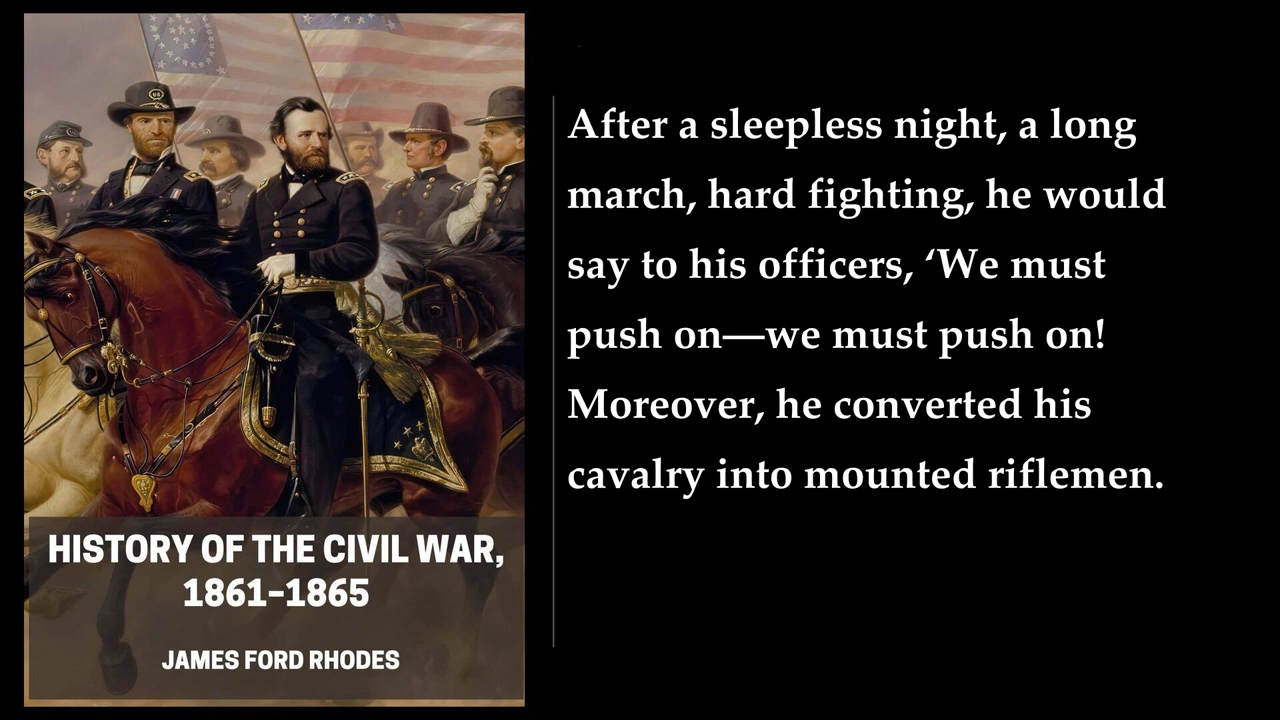 After a sleepless night, a long
march, hard fighting, he would
say to his officers, ‘We must
push on—we must push on!
Moreover, he converted his
cavalry into mounted riflemen.
HISTORY OF THE CIVIL WAR,
1861–1865
JAMES FORD RHODES